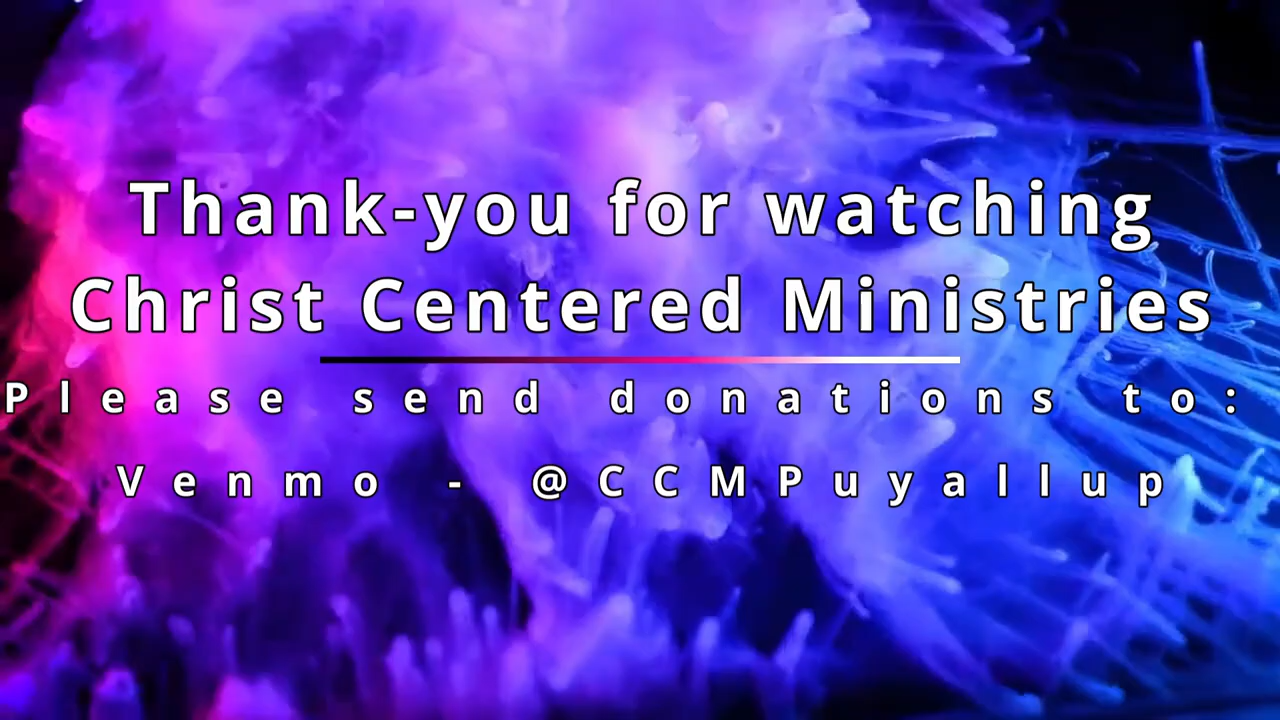 Thank-you for watching
Christ Centered Ministries
Please send donations to:
Venmo - @CCMPuyallup